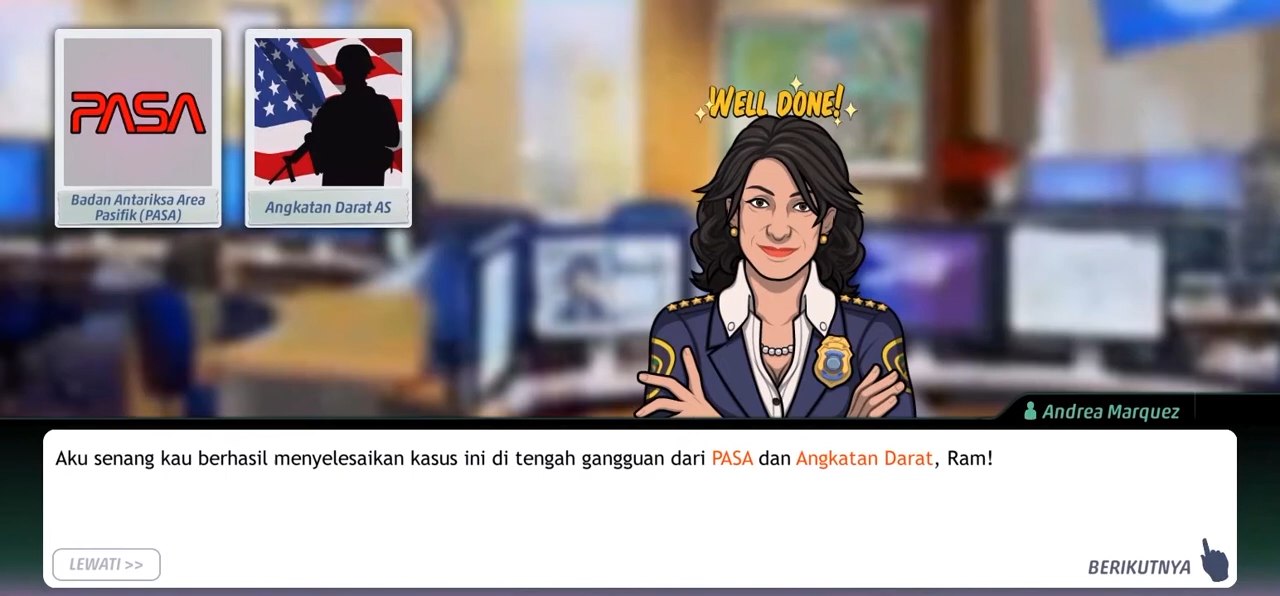 PASA
Badan Antariksa Area
Pasifik (PASA)
Angkatan Darat AS
WELL DONE!
Andrea Marquez
Aku senang kau berhasil menyelesaikan kasus ini di tengah gangguan dari PASA dan Angkatan Darat, Ram!
LEWATI >>
BERIKUTNYA